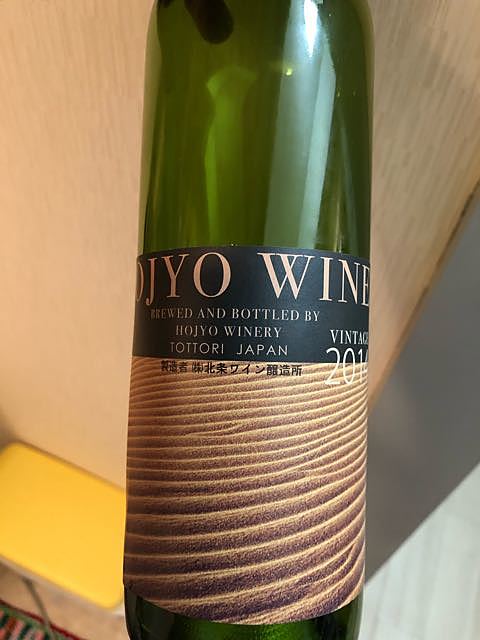 OJYO WINE
BREWED AND BOTTLED BY
HOJYO WINERY
TOTTORI JAPAN
VINTAGE
製造者 ㈱北条ワイン醸造所